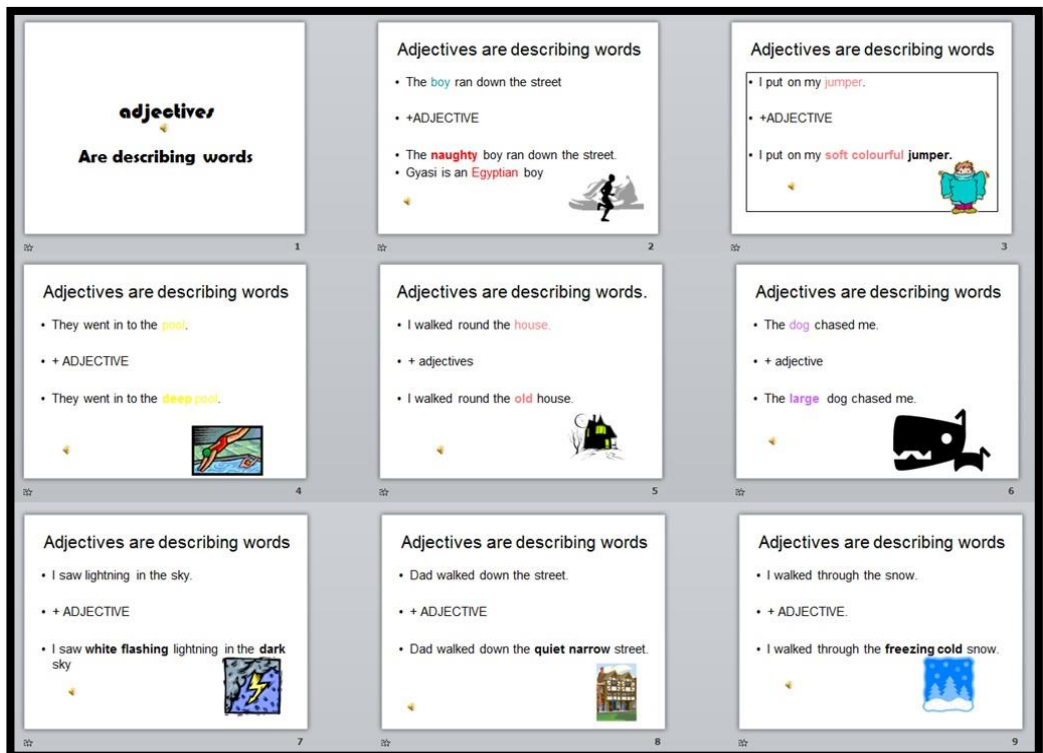 adjectives
Are describing words
1
Adjectives are describing words
• The boy ran down the street
• +ADJECTIVE
• The naughty boy ran down the street.
• Gyasi is an Egyptian boy
2
Adjectives are describing words
• I put on my jumper.
• +ADJECTIVE
• I put on my soft colourful jumper.
3
Adjectives are describing words
• They went in to the pool.
• + ADJECTIVE
• They went in to the deep pool.
4
Adjectives are describing words.
• I walked round the house.
• + adjectives
• I walked round the old house.
5
Adjectives are describing words
• The dog chased me.
• + adjective
• The large dog chased me.
6
Adjectives are describing words
• I saw lightning in the sky.
• + ADJECTIVE
• I saw white flashing lightning in the dark
sky
7
Adjectives are describing words
• Dad walked down the street.
• + ADJECTIVE
• Dad walked down the quiet narrow street.
8
Adjectives are describing words
• I walked through the snow.
• + ADJECTIVE.
• I walked through the freezing cold snow.
9